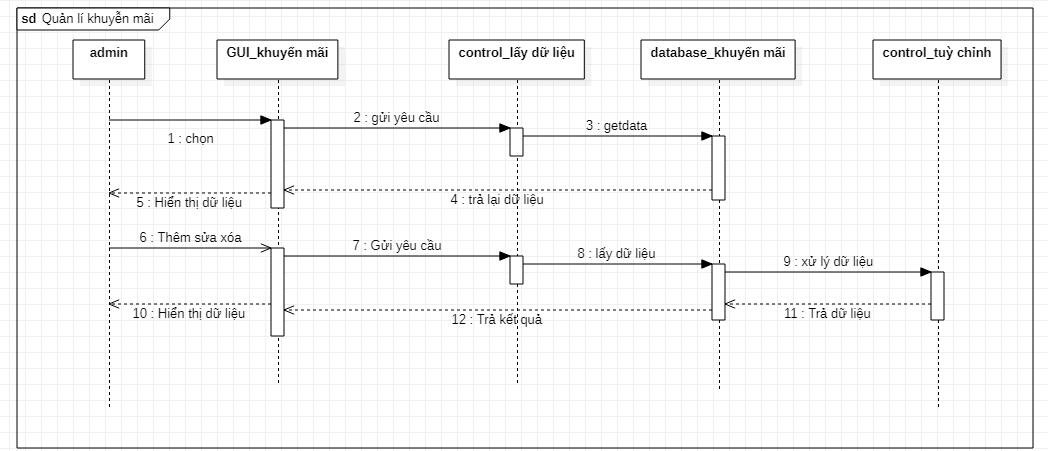 sd Quản lí khuyễn mãi
admin
GUI_khuyến mãi
control_lấy dữ liệu
database_khuyến mãi
control_tuỳ chỉnh
1 : chọn
2 : gửi yêu cầu
3 : getdata
4 : trả lại dữ liệu
5 : Hiển thị dữ liệu
6 : Thêm sửa xóa
7 : Gửi yêu cầu
8 : lấy dữ liệu
9 : xử lý dữ liệu
10 : Hiển thị dữ liệu
12 : Trả kết quả
11 : Trả dữ liệu